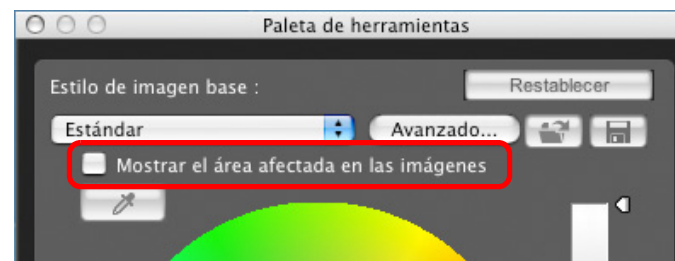 Paleta de herramientas
Estilo de imagen base :
Restablecer
Estándar
Avanzado...
Mostrar el área afectada en las imágenes